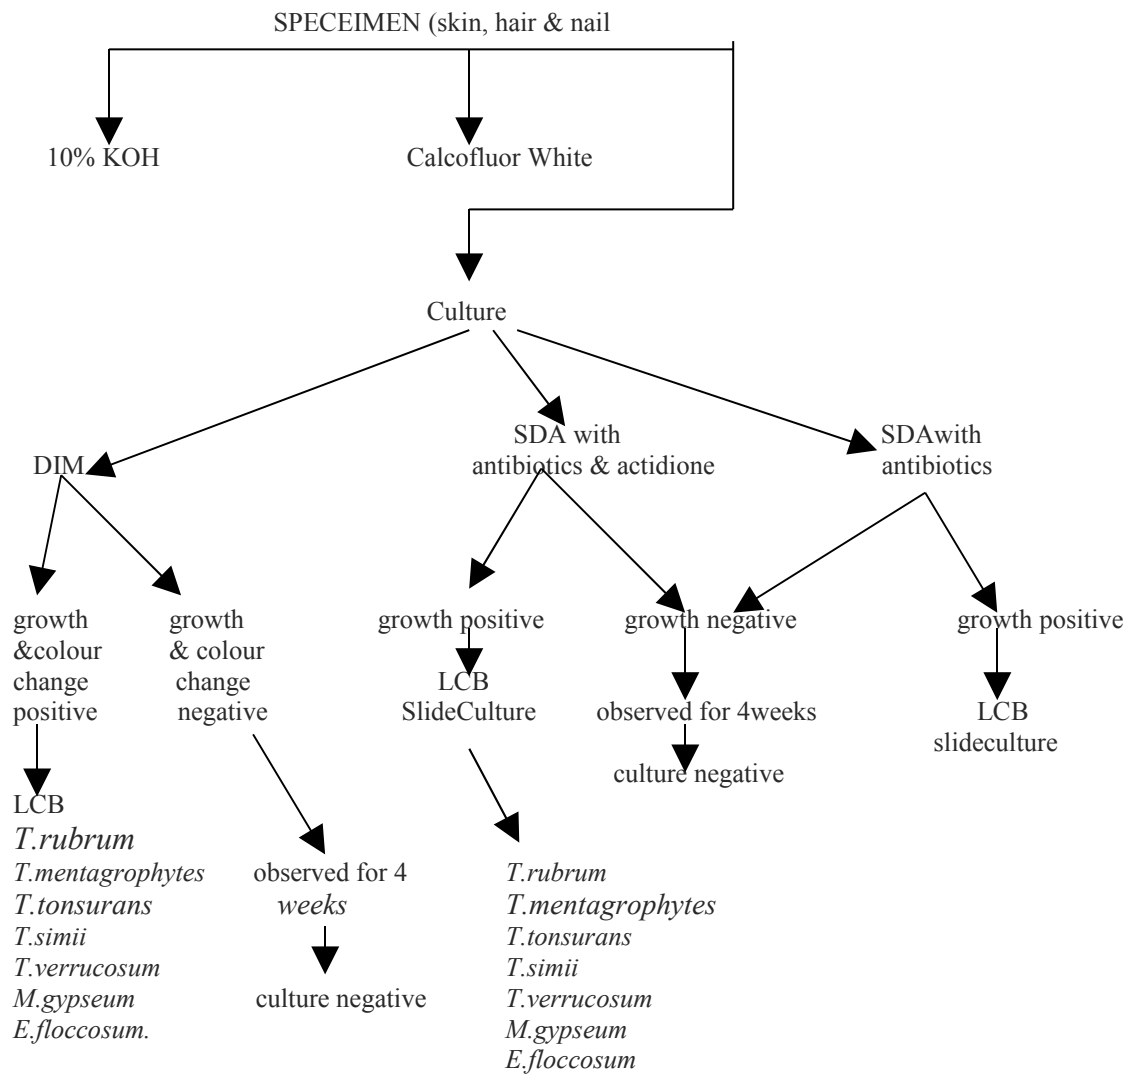 SPECEIMEN (skin, hair & nail
10% KOH
Calcofluor White
Culture
DIM
SDA with
antibiotics & actidione
SDAwith
antibiotics
growth
&colour
change
positive
growth
& colour
change
negative
growth positive
growth negative
growth positive
LCB
SlideCulture
observed for 4weeks
culture negative
LCB
slideculture
LCB
T.rubrum
T.mentagrophytes
T.tonsurans
T.simii
T.verrucosum
M.gypseum
E.floccosum.
observed for 4
weeks
culture negative
T.rubrum
T.mentagrophytes
T.tonsurans
T.simii
T.verrucosum
M.gypseum
E.floccosum